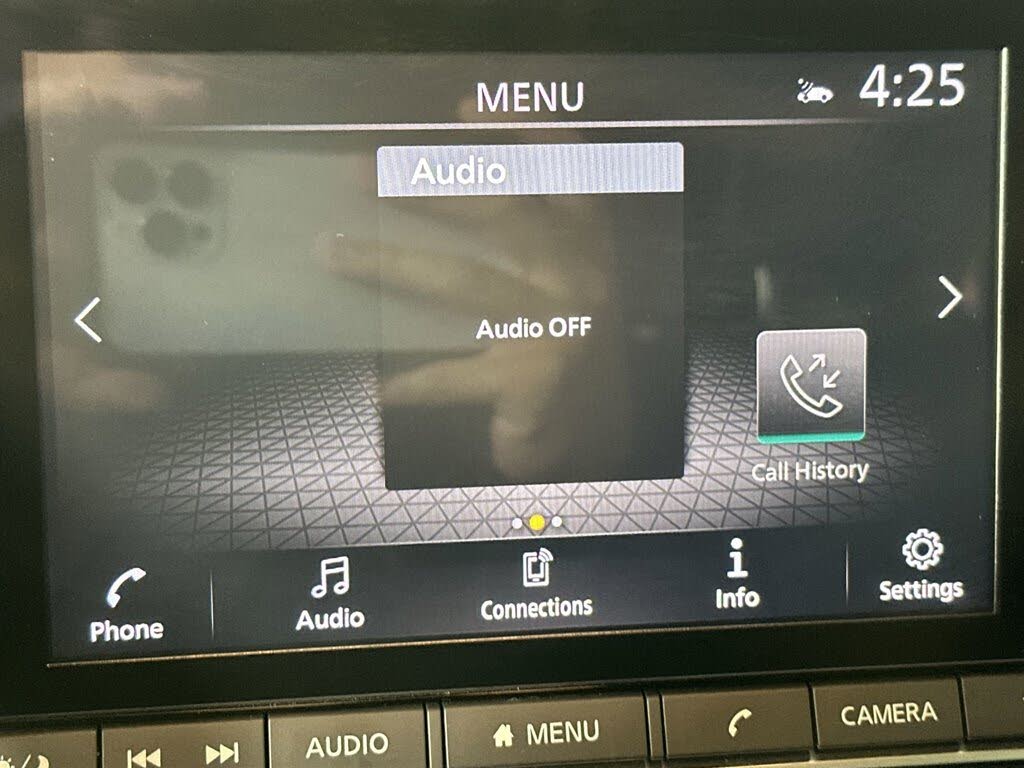 MENU
4:25
Audio
Audio OFF
Call History
Phone
Audio
Connections
Info
Settings
AUDIO
MENU
CAMERA